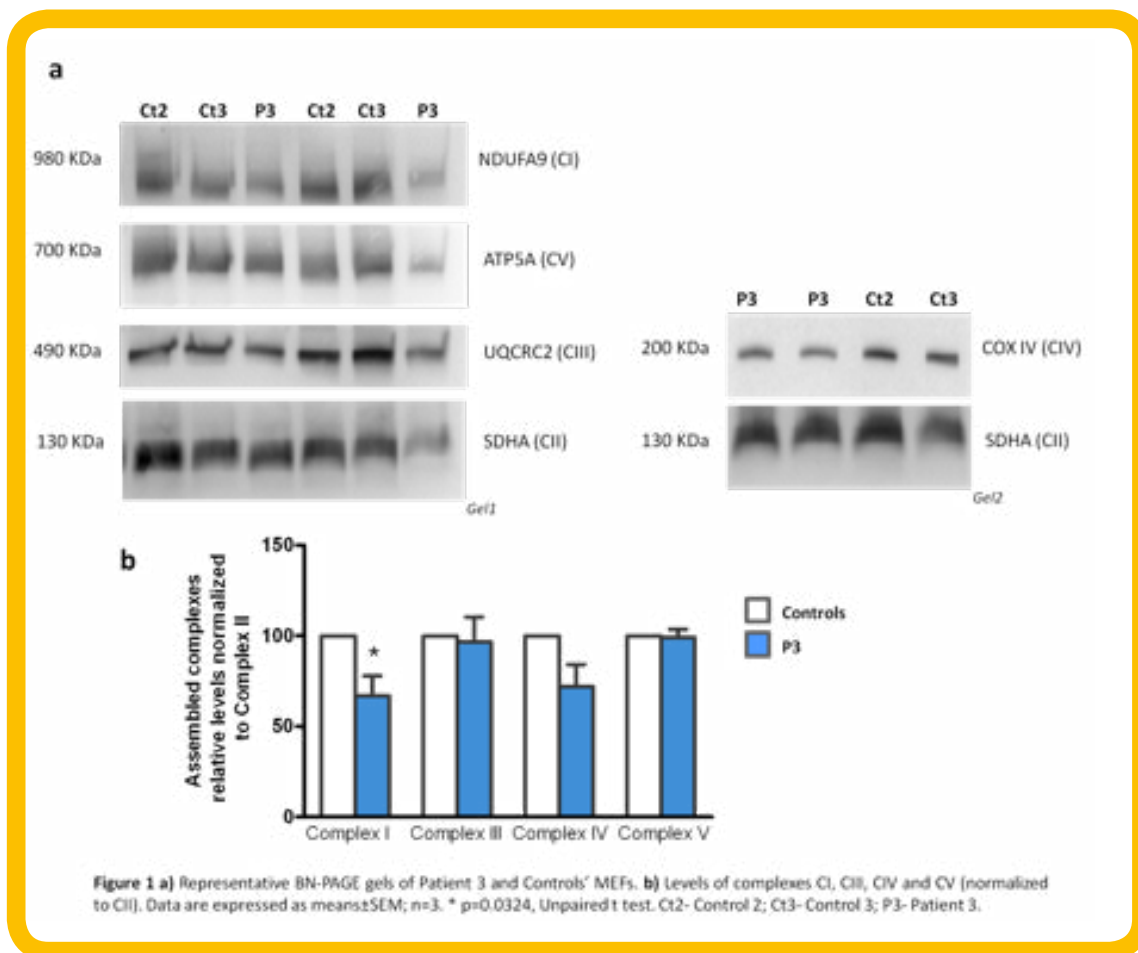 a
Ct2 Ct3 P3 Ct2 Ct3 P3
980 KDa
NDUFA9 (CI)
700 KDa
ATP5A (CV)
490 KDa
UQCRC2 (CIII)
130 KDa
SDHA (CII)
Gel1
P3 P3 Ct2 Ct3
200 KDa
COX IV (CIV)
130 KDa
SDHA (CII)
Gel2
b
Assembled complexes
relative levels normalized
to Complex II
150
100
50
0
*
Complex I Complex III Complex IV Complex V
Controls
P3
Figure 1 a) Representative BN-PAGE gels of Patient 3 and Controls' MEFs. b) Levels of complexes CI, CIII, CIV and CV (normalized
to CII). Data are expressed as means±SEM; n=3. * p=0.0324, Unpaired t test. Ct2- Control 2; Ct3- Control 3; P3- Patient 3.